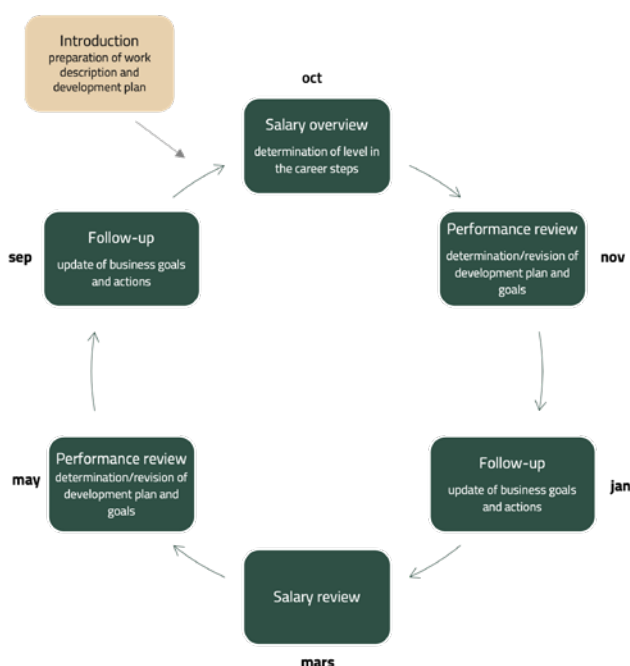 Introduction
preparation of work
description and
development plan
oct
Salary overview
determination of level in
the career steps
Performance review
determination/revision of
development plan and
goals
nov
Follow-up
update of business goals
and actions
jan
Salary review
mars
Performance review
determination/revision of
development plan and
goals
may
Follow-up
update of business goals
and actions
sep